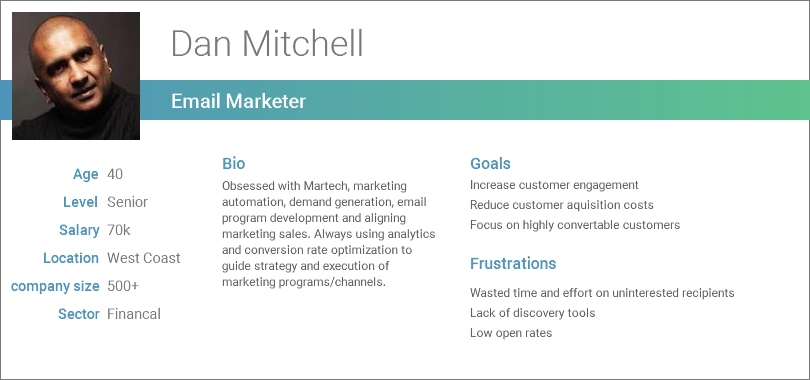 Dan Mitchell
Email Marketer
Age 40
Level Senior
Salary 70k
Location West Coast
company size 500+
Sector Financal
Bio
Obsessed with Martech, marketing
automation, demand generation, email
program development and aligning
marketing sales. Always using analytics
and conversion rate optimization to
guide strategy and execution of
marketing programs/channels.
Goals
Increase customer engagement
Reduce customer aquisition costs
Focus on highly convertable customers
Frustrations
Wasted time and effort on uninterested recipients
Lack of discovery tools
Low open rates